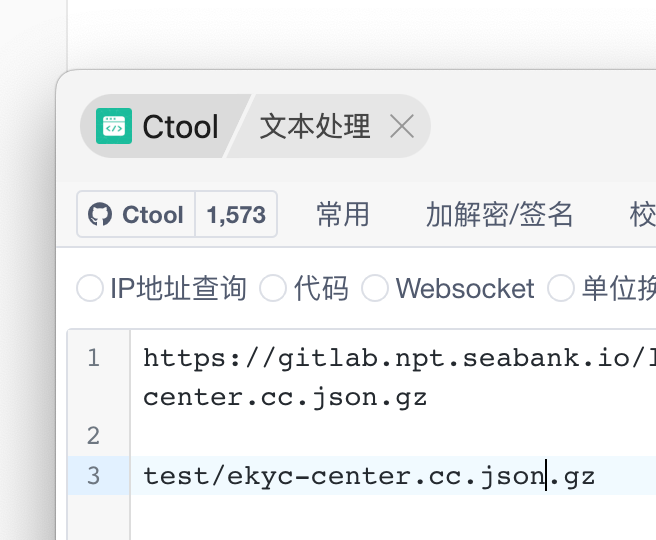 Ctool 文本处理
Ctool 1,573 常用 加解密/签名 校
IP地址查询 代码 Websocket 单位换
1 https://gitlab.npt.seabank.io/
center.cc.json.gz
2
3 test/ekyc-center.cc.json.gz